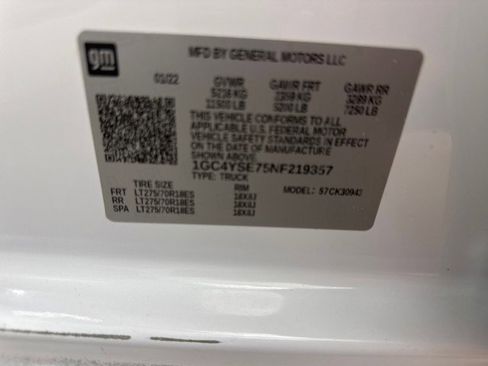 gm
MFD BY GENERAL MOTORS LLC
01/22 GVWR GAWR FRT GAWR RR
5216 KG 2359 KG 3289 KG
11500 LB 5200 LB 7250 LB
THIS VEHICLE CONFORMS TO ALL
APPLICABLE U.S. FEDERAL MOTOR
VEHICLE SAFETY STANDARDS IN
EFFECT ON THE DATE OF
MANUFACTURE SHOWN ABOVE
1GC4YSE75NF219357
TYPE: TRUCK
TIRE SIZE RIM MODEL:
FRT LT275/70R18ES 18X8J
RR LT275/70R18ES 18X8J
SPA LT275/70R18ES 18X8J